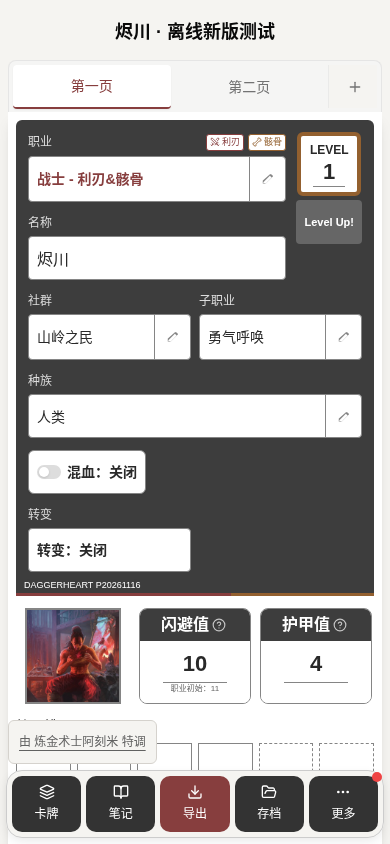 烬川 · 离线新版测试
第一页
第二页
+
职业
利刃
骸骨
战士 - 利刃&骸骨
LEVEL
1
Level Up!
名称
烬川
社群
子职业
山岭之民
勇气呼唤
种族
人类
混血: 关闭
转变
转变: 关闭
DAGGERHEART P20261116
闪避值
护甲值
10
4
职业初始: 11
由 炼金术士阿刻米 特调
卡牌
笔记
导出
存档
更多